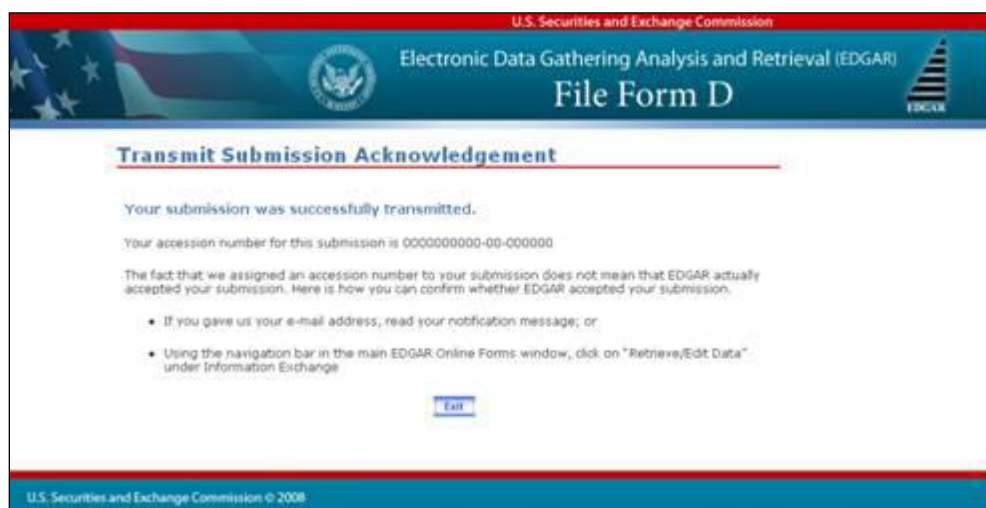 U.S. Securities and Exchange Commission
Electronic Data Gathering Analysis and Retrieval (EDGAR)
File Form D
EDGAR
Transmit Submission Acknowledgement
Your submission was successfully transmitted.
Your accession number for this submission is 0000000000-00-000000
The fact that we assigned an accession number to your submission does not mean that EDGAR actually
accepted your submission. Here is how you can confirm whether EDGAR accepted your submission.
• If you gave us your e-mail address, read your notification message; or
• Using the navigation bar in the main EDGAR Online Forms window, click on "Retrieve/Edit Data"
under Information Exchange
Exit
U.S. Securities and Exchange Commission © 2008